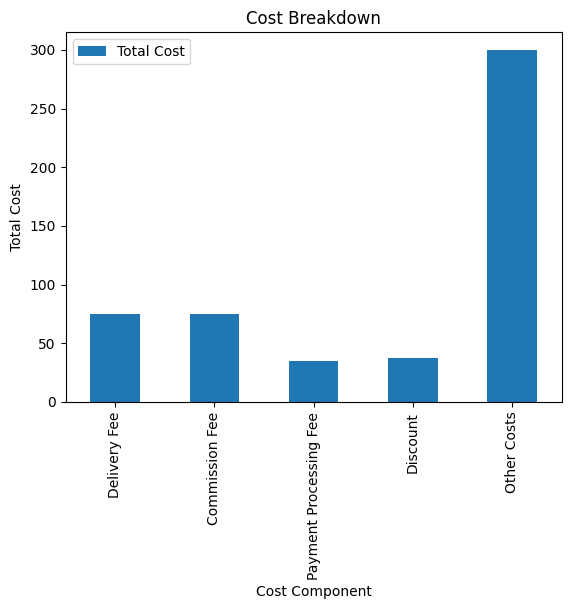 Cost Breakdown
Total Cost
Total Cost
300
250
200
150
100
50
0
Delivery Fee
Commission Fee
Payment Processing Fee
Discount
Other Costs
Cost Component